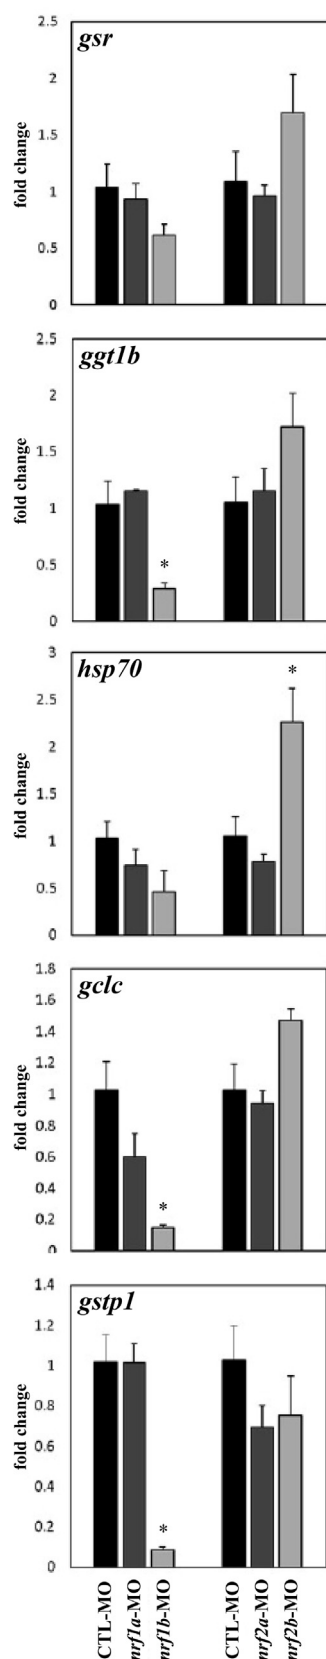 gsr
fold change
2.5
2
1.5
1
0.5
0
ggt1b
fold change
2.5
2
1.5
1
0.5
0
*
hsp70
fold change
3
2.5
2
1.5
1
0.5
0
*
gclc
fold change
1.8
1.6
1.4
1.2
1
0.8
0.6
0.4
0.2
0
*
gstp1
fold change
1.4
1.2
1
0.8
0.6
0.4
0.2
0
*
CTL-MO
nrf1a-MO
nrf1b-MO
CTL-MO
nrf2a-MO
nrf2b-MO